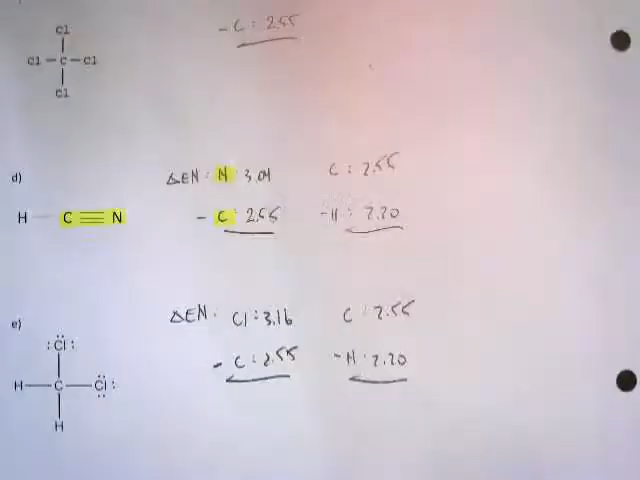 Cl
- C: 2.55
Cl - C - Cl
Cl
d)
ΔEN: N: 3.04
C: 2.55
H C ≡ N
- C: 2.55
- H: 2.20
e)
ΔEN: Cl: 3.16
C: 2.55
:Cl:
- C: 2.55
- H: 2.20
H - C - Cl:
H